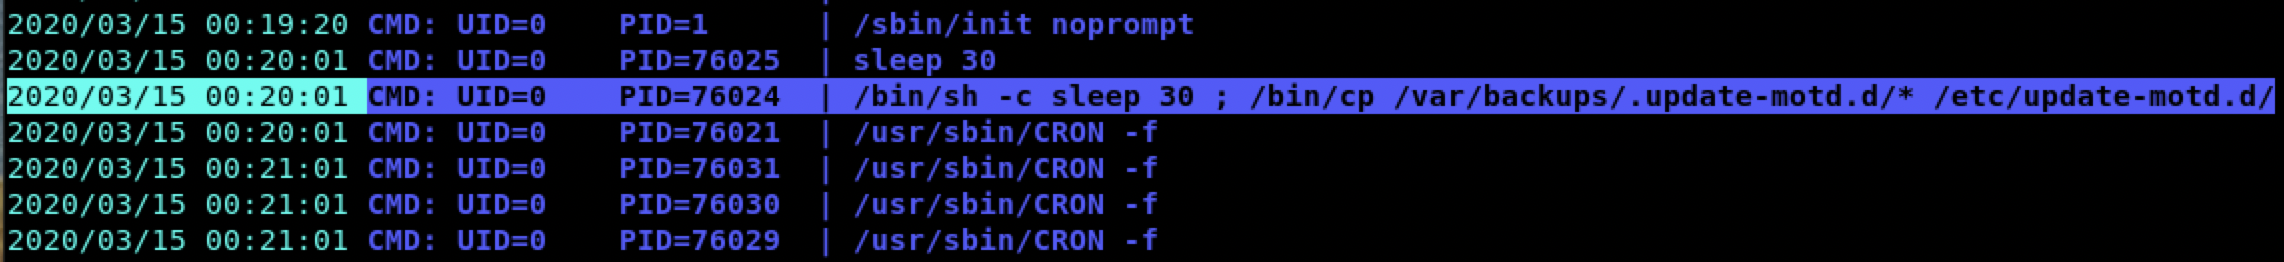 2020/03/15 00:19:20 CMD: UID=0    PID=1      | /sbin/init noprompt
2020/03/15 00:20:01 CMD: UID=0    PID=76025  | sleep 30
2020/03/15 00:20:01 CMD: UID=0    PID=76024  | /bin/sh -c sleep 30 ; /bin/cp /var/backups/.update-motd.d/* /etc/update-motd.d/
2020/03/15 00:20:01 CMD: UID=0    PID=76021  | /usr/sbin/CRON -f
2020/03/15 00:21:01 CMD: UID=0    PID=76031  | /usr/sbin/CRON -f
2020/03/15 00:21:01 CMD: UID=0    PID=76030  | /usr/sbin/CRON -f
2020/03/15 00:21:01 CMD: UID=0    PID=76029  | /usr/sbin/CRON -f